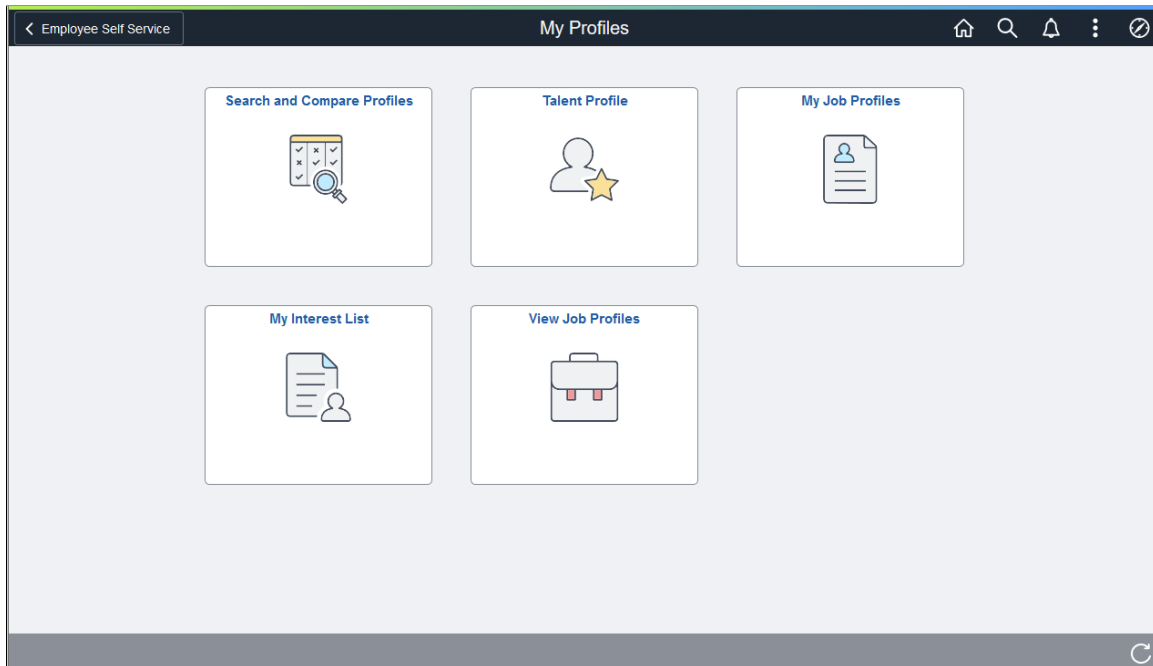 Employee Self Service
My Profiles
Search and Compare Profiles
Talent Profile
My Job Profiles
My Interest List
View Job Profiles